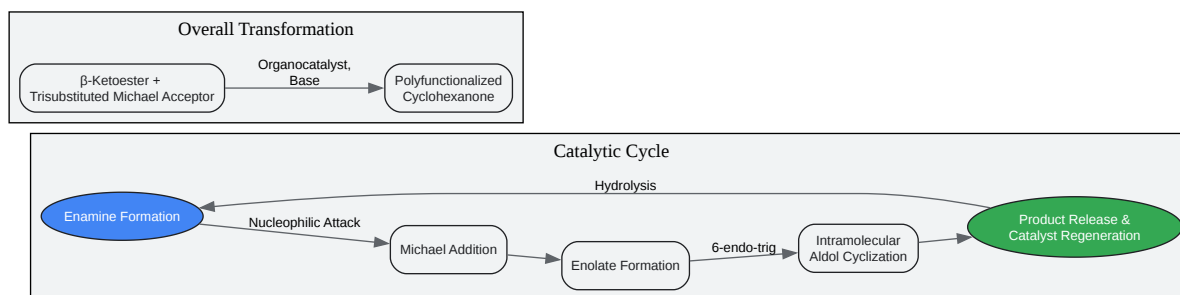 Overall Transformation
β-Ketoester +
Trisubstituted Michael Acceptor
Organocatalyst,
Base
Polyfunctionalized
Cyclohexanone
Catalytic Cycle
Hydrolysis
Enamine Formation
Nucleophilic Attack
Michael Addition
Enolate Formation
6-endo-trig
Intramolecular
Aldol Cyclization
Product Release &
Catalyst Regeneration